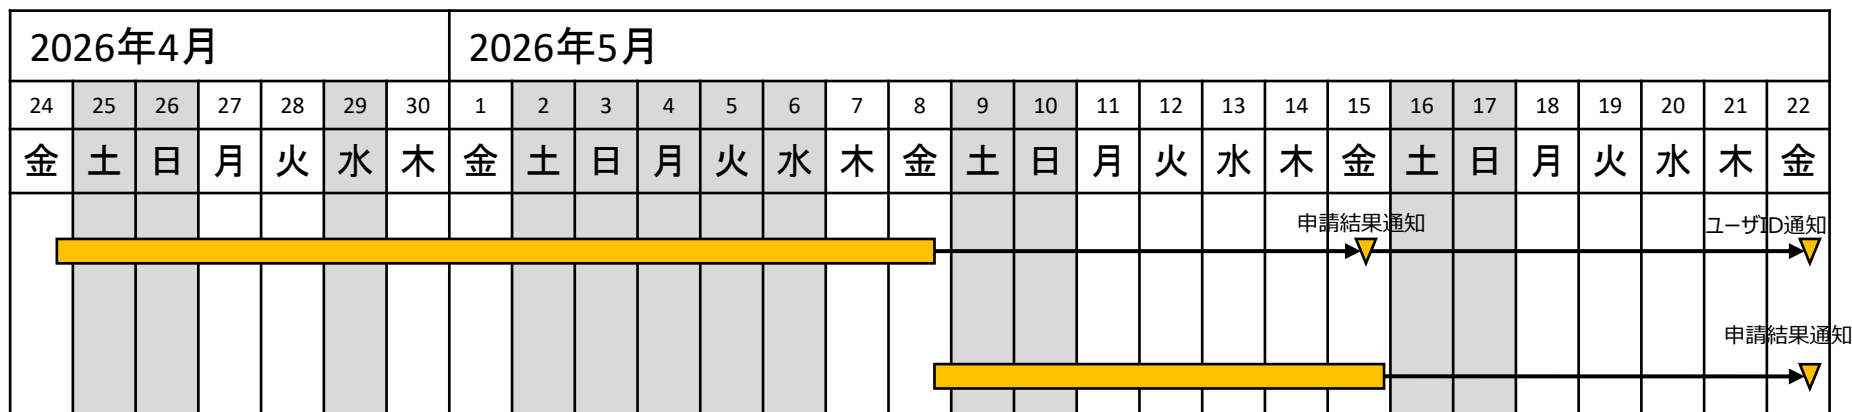 2026年4月 2026年5月
24 25 26 27 28 29 30 1 2 3 4 5 6 7 8 9 10 11 12 13 14 15 16 17 18 19 20 21 22
金 土 日 月 火 水 木 金 土 日 月 火 水 木 金 土 日 月 火 水 木 金 土 日 月 火 水 木 金
申請結果通知 ユーザID通知
申請結果通知